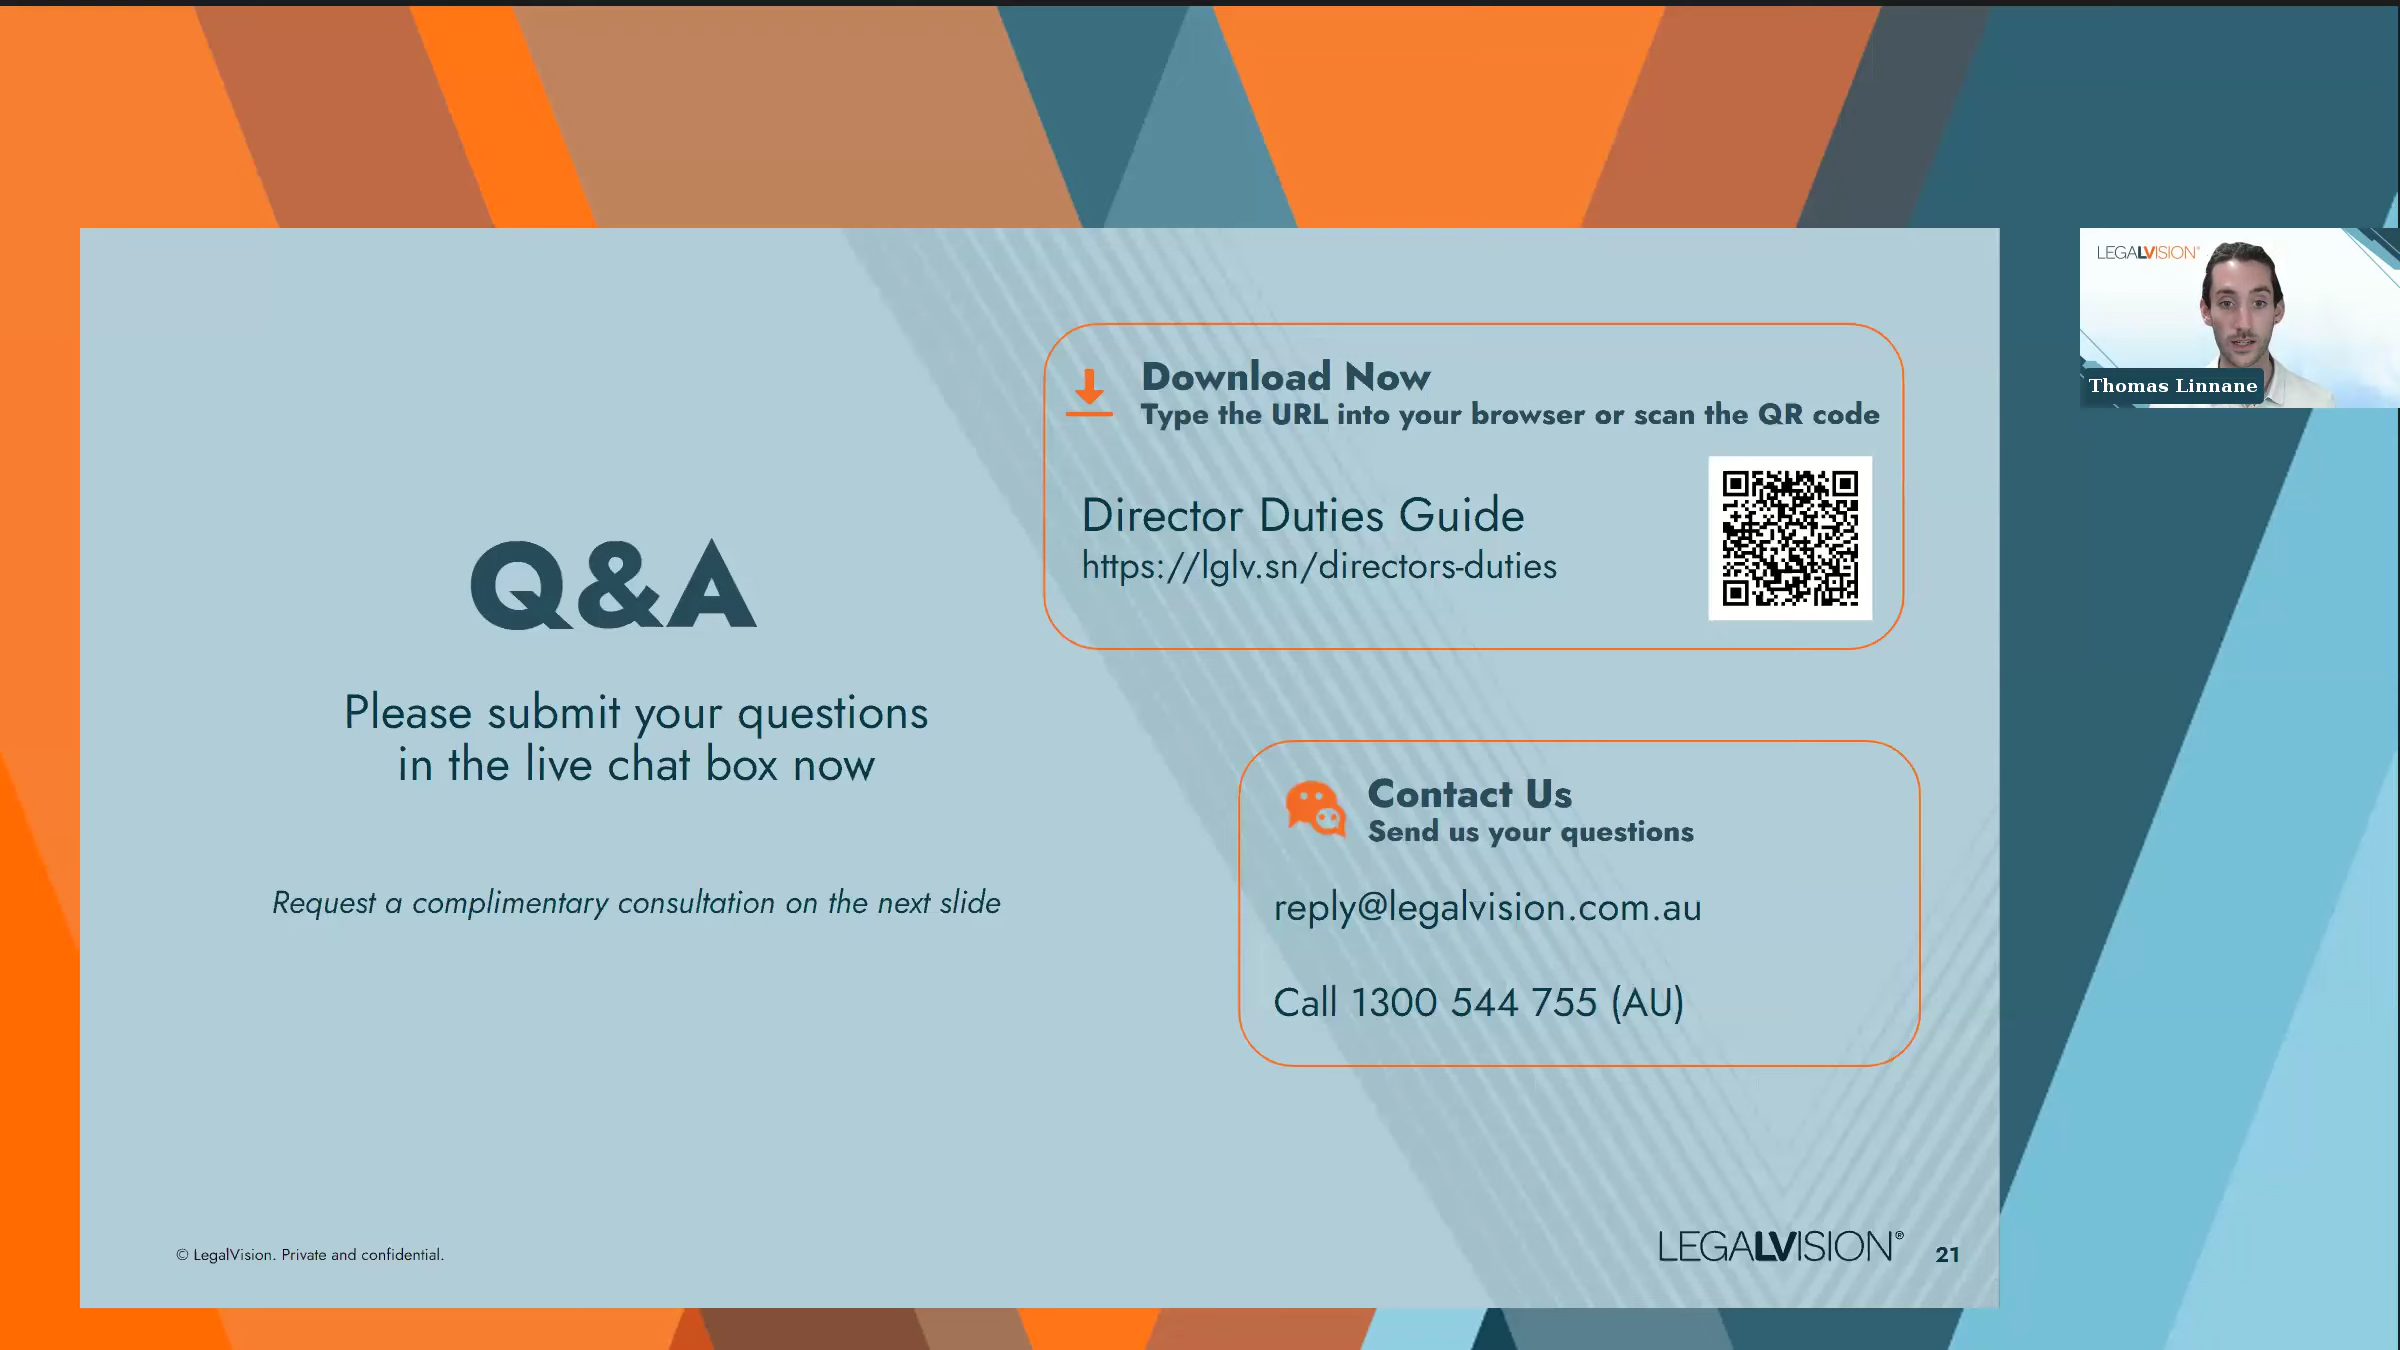 Q&A
Please submit your questions
in the live chat box now
Request a complimentary consultation on the next slide
Download Now
Type the URL into your browser or scan the QR code
Director Duties Guide
https://lglv.sn/directors-duties
Contact Us
Send us your questions
reply@legalvision.com.au
Call 1300 544 755 (AU)
© LegalVision. Private and confidential.
LEGALVISION®
21
LEGALVISION®
Thomas Linnane